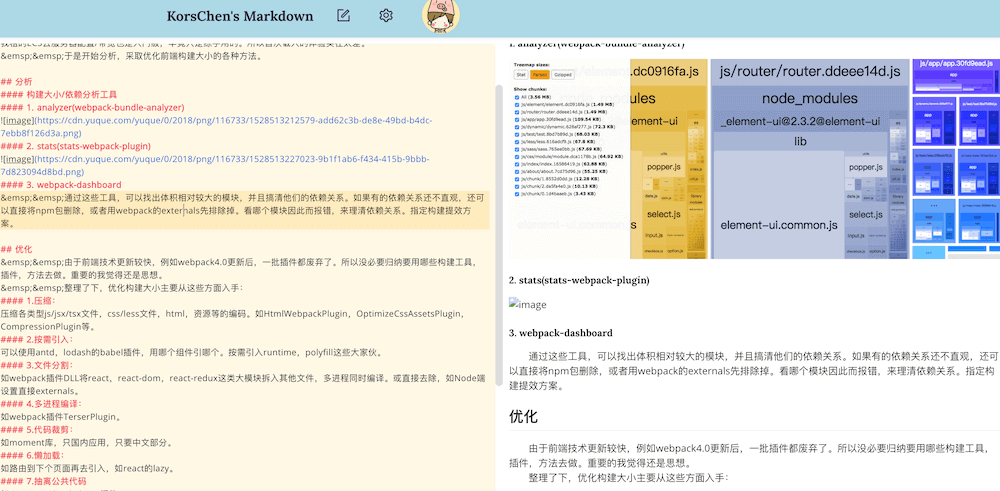 KorsChen's Markdown
&emsp;&emsp;于是开始分析，采取优化前端构建大小的各种方法。
## 分析
#### 构建大小/依赖分析工具
#### 1. analyzer(webpack-bundle-analyzer)
![image](https://cdn.yuque.com/yuque/0/2018/png/116733/1528513212579-add62c3b-de8e-49bd-b4dc-
7ebb8f126d3a.png)
#### 2. stats(stats-webpack-plugin)
![image](https://cdn.yuque.com/yuque/0/2018/png/116733/1528513227023-9b1f1ab6-f434-415b-9bbb-
7d823094d8bd.png)
#### 3. webpack-dashboard
&emsp;&emsp;通过这些工具，可以找出体积相对较大的模块，并且搞清他们的依赖关系。如果有的依赖关系还不直观，还可
以直接将npm包删除，或者用webpack的externals先排除掉。看哪个模块因此而报错，来理清依赖关系。指定构建提效方
案。
## 优化
&emsp;&emsp;由于前端技术更新较快，例如webpack4.0更新后，一批插件都废弃了。所以没必要归纳要用哪些构建工具，
插件，方法去做。重要的我觉得还是思想。
&emsp;&emsp;整理了下，优化构建大小主要从这些方面入手：
#### 1.压缩：
压缩各类型js/jsx/tsx文件，css/less文件，html，资源等的编码。如HtmlWebpackPlugin，OptimizeCssAssetsPlugin，
CompressionPlugin等。
#### 2.按需引入：
可以使用antd，lodash的babel插件，用哪个组件引哪个。按需引入runtime，polyfill这些大家伙。
#### 3.文件分割：
如webpack插件DLL将react，react-dom，react-redux这类大模块拆入其他文件，多进程同时编译。或直接去除，如Node端
设置直接externals。
#### 4.多进程编译：
如webpack插件TerserPlugin。
#### 5.代码裁剪：
如moment库，只国内应用，只要中文部分。
#### 6.懒加载：
如路由到下个页面再去引入，如react的lazy。
#### 7.抽离公共代码
1. analyzer(webpack-bundle-analyzer)
Treemap sizes:
Stat Parsed Gzipped
Show chunks:
All (3.56 MB)
js/element/element.dc0916fa.js (1.49 MB)
js/router/router.ddeee14d.js (1.49 MB)
js/app/app.30fd9ead.js (109.54 KB)
.dc0916fa.js
element-ui
popper.js
select.js
js/router/router.ddeee14d.js
node_modules
_element-ui@2.3.2@element-ui
lib
element-ui.common.js
popper.js
select.js
js/app/app.30fd9ead.js
app
2. stats(stats-webpack-plugin)
image
3. webpack-dashboard
通过这些工具，可以找出体积相对较大的模块，并且搞清他们的依赖关系。如果有的依赖关系还不直观，还可
以直接将npm包删除，或者用webpack的externals先排除掉。看哪个模块因此而报错，来理清依赖关系。指定构
建提效方案。
优化
由于前端技术更新较快，例如webpack4.0更新后，一批插件都废弃了。所以没必要归纳要用哪些构建工具，
插件，方法去做。重要的我觉得还是思想。
整理了下，优化构建大小主要从这些方面入手：